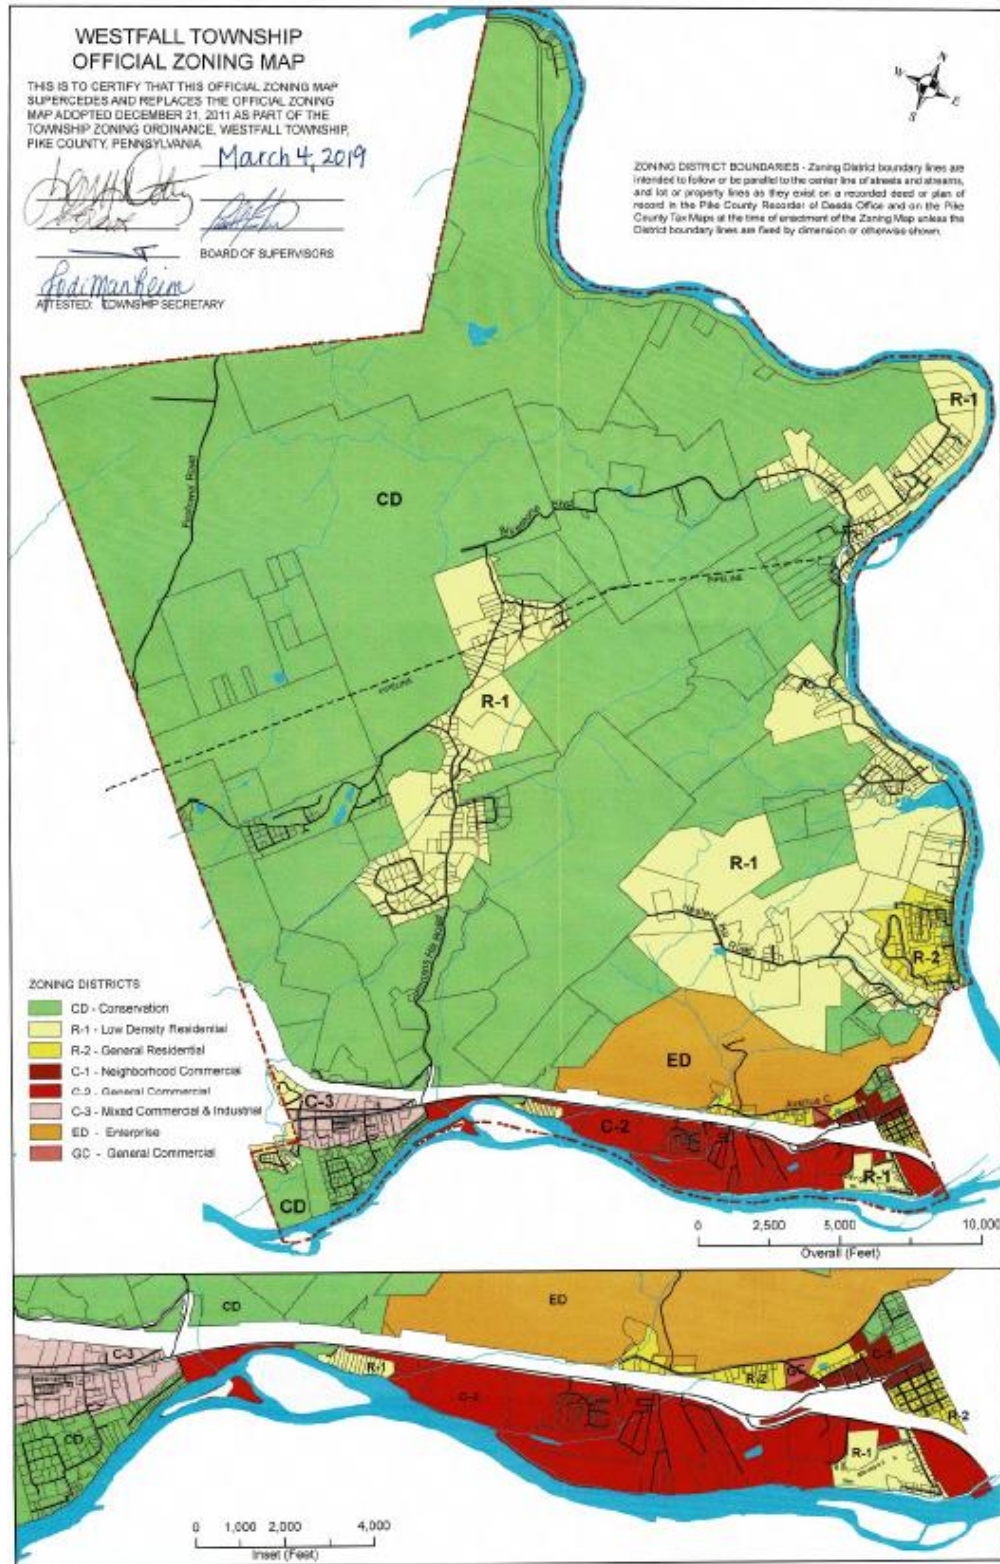 WESTFALL TOWNSHIP
OFFICIAL ZONING MAP
THIS IS TO CERTIFY THAT THIS OFFICIAL ZONING MAP
SUPERCEDES AND REPLACES THE OFFICIAL ZONING
MAP ADOPTED DECEMBER 21, 2011 AS PART OF THE
TOWNSHIP ZONING ORDINANCE, WESTFALL TOWNSHIP,
PIKE COUNTY, PENNSYLVANIA
March 4, 2019
BOARD OF SUPERVISORS
Jodi Manheim
ATTESTED: TOWNSHIP SECRETARY
N
W
E
S
ZONING DISTRICT BOUNDARIES - Zoning District boundary lines are
intended to follow or be parallel to the center line of streets and streams,
and lot or property lines as they exist on a recorded deed or plan of
record in the Pike County Recorder of Deeds Office and on the Pike
County Tax Maps at the time of enactment of the Zoning Map unless the
District boundary lines are fixed by dimension or otherwise shown.
R-1
CD
Road
PIPELINE
PIPELINE
R-1
R-1
Road
R-2
Road
ZONING DISTRICTS
CD - Conservation
R-1 - Low Density Residential
R-2 - General Residential
C-1 - Neighborhood Commercial
C-2 - General Commercial
C-3 - Mixed Commercial & Industrial
ED - Enterprise
GC - General Commercial
ED
Avenue C
C-3
C-2
R-1
CD
0 2,500 5,000 10,000
Overall (Feet)
CD
ED
C-3
R-1
GC
R-2
C-2
R-2
CD
R-1
0 1,000 2,000 4,000
Inset (Feet)